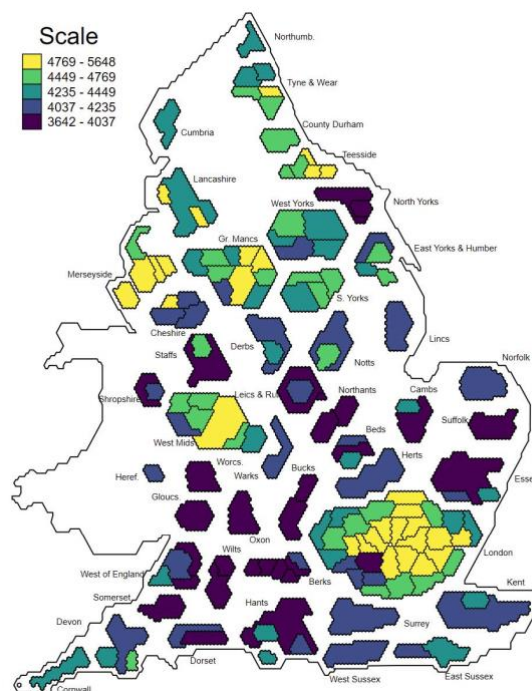 Scale
4769 - 5648
4449 - 4769
4235 - 4449
4037 - 4235
3642 - 4037
Northumb.
Tyne & Wear
County Durham
Cumbria
Teesside
Lancashire
North Yorks
West Yorks
Gr. Mancs
East Yorks & Humber
Merseyside
S. Yorks
Cheshire
Derbs
Lincs
Staffs
Notts
Norfolk
Shropshire
Leics & Rut
Northants
Cambs
Suffolk
West Mids
Beds
Worcs.
Herts
Heref.
Warks
Bucks
Esse
Gloucs.
Oxon
London
Wilts
Kent
West of England
Berks
Somerset
Hants
Surrey
Devon
Dorset
West Sussex
East Sussex
Cornwall